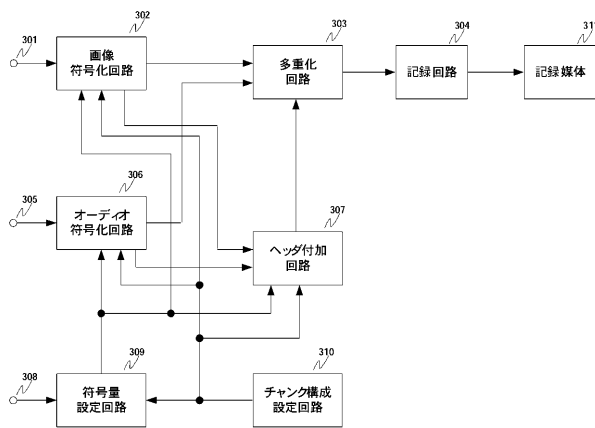 301
302
画像
符号化回路
303
多重化
回路
304
記録回路
311
記録媒体
305
306
オーディオ
符号化回路
307
ヘッダ付加
回路
308
309
符号量
設定回路
310
チャンク構成
設定回路